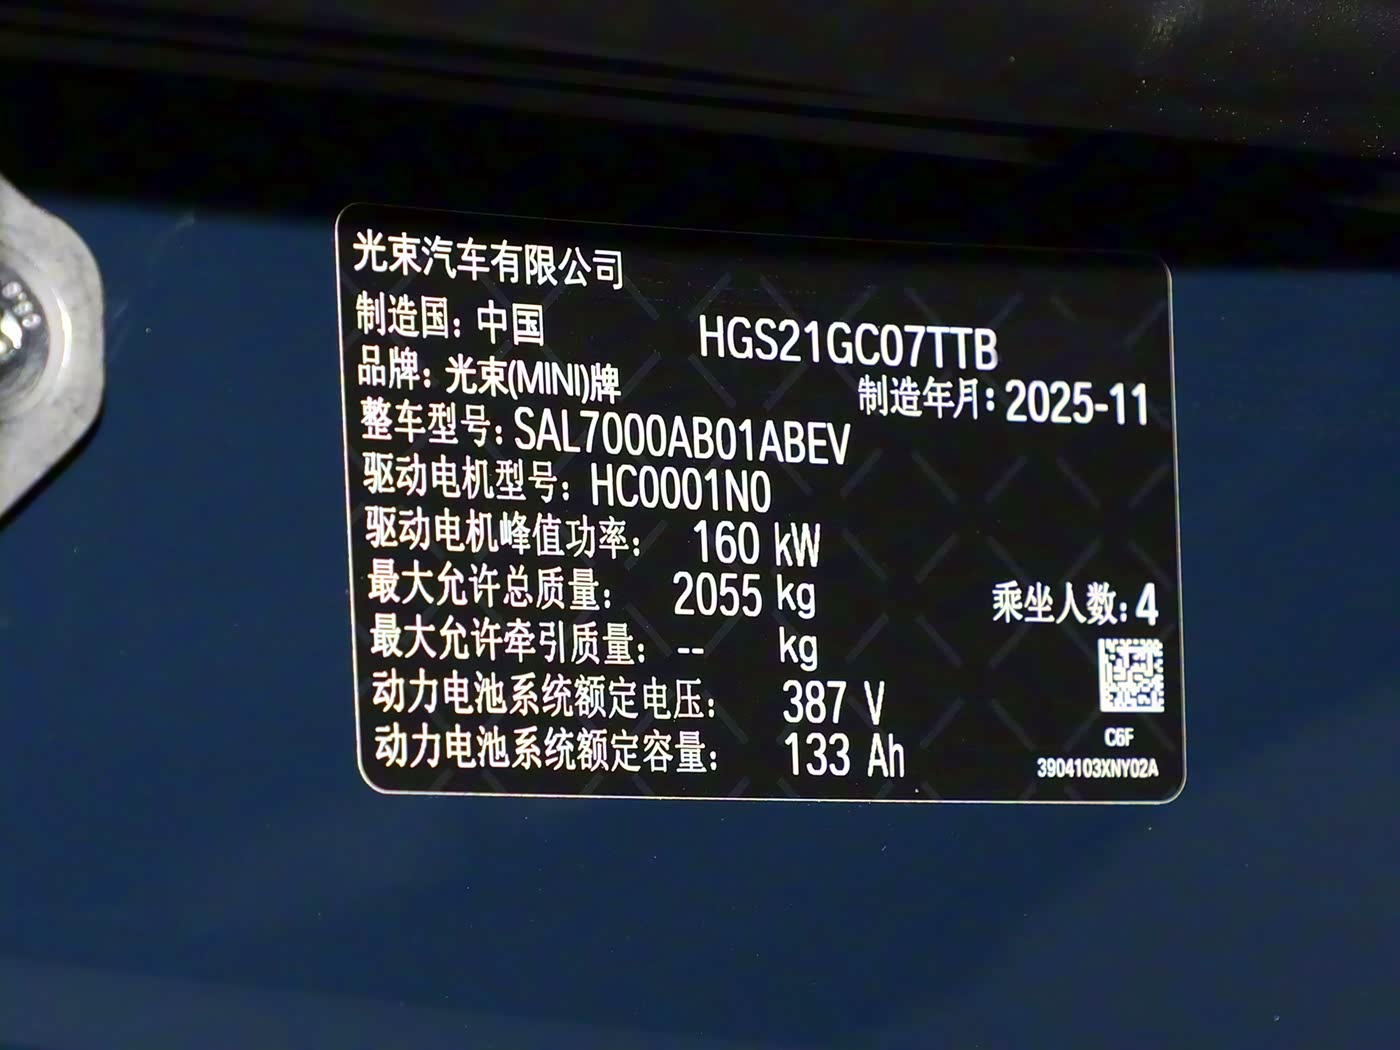 光束汽车有限公司
制造国：中国
HGS21GC07TTB
品牌：光束(MINI)牌
制造年月：2025-11
整车型号：SAL7000AB01ABEV
驱动电机型号：HC0001N0
驱动电机峰值功率：160 kW
最大允许总质量：2055 kg
乘坐人数：4
最大允许牵引质量：-- kg
动力电池系统额定电压：387 V
动力电池系统额定容量：133 Ah
C6F
3904103XNY02A